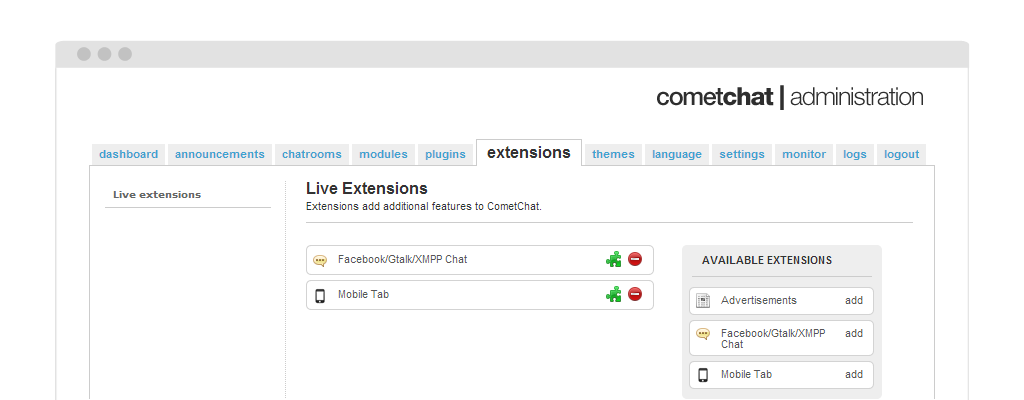 cometchat | administration
dashboard announcements chatrooms modules plugins extensions themes language settings monitor logs logout
Live extensions
Live Extensions
Extensions add additional features to CometChat.
Facebook/Gtalk/XMPP Chat
Mobile Tab
AVAILABLE EXTENSIONS
Advertisements add
Facebook/Gtalk/XMPP add
Chat
Mobile Tab add